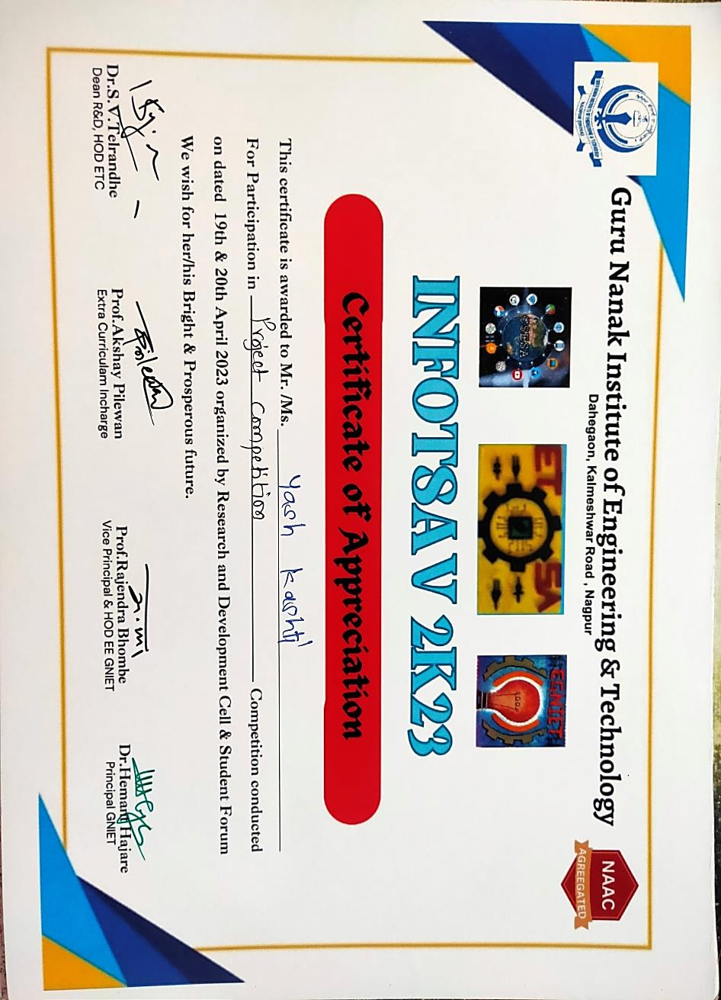 Guru Nanak Institute of Engineering & Technology
Dahegaon, Kalmeshwar Road , Nagpur
NAAC
AGREEGATED
CSESA
ET SA
EGNIET
INFOTSAV 2K23
Certificate of Appreciation
This certificate is awarded to Mr. /Ms. Yash Kashti
For Participation in Project Competition Competition conducted
on dated 19th & 20th April 2023 organized by Research and Development Cell & Student Forum
We wish for her/his Bright & Prosperous future.
Dr.S.V.Telrandhe
Dean R&D, HOD ETC
Prof.Akshay Pilewan
Extra Curriculam Incharge
Prof.Rajendra Bhombe
Vice Principal & HOD EE GNIET
Dr.Hemant Hajare
Principal GNIET